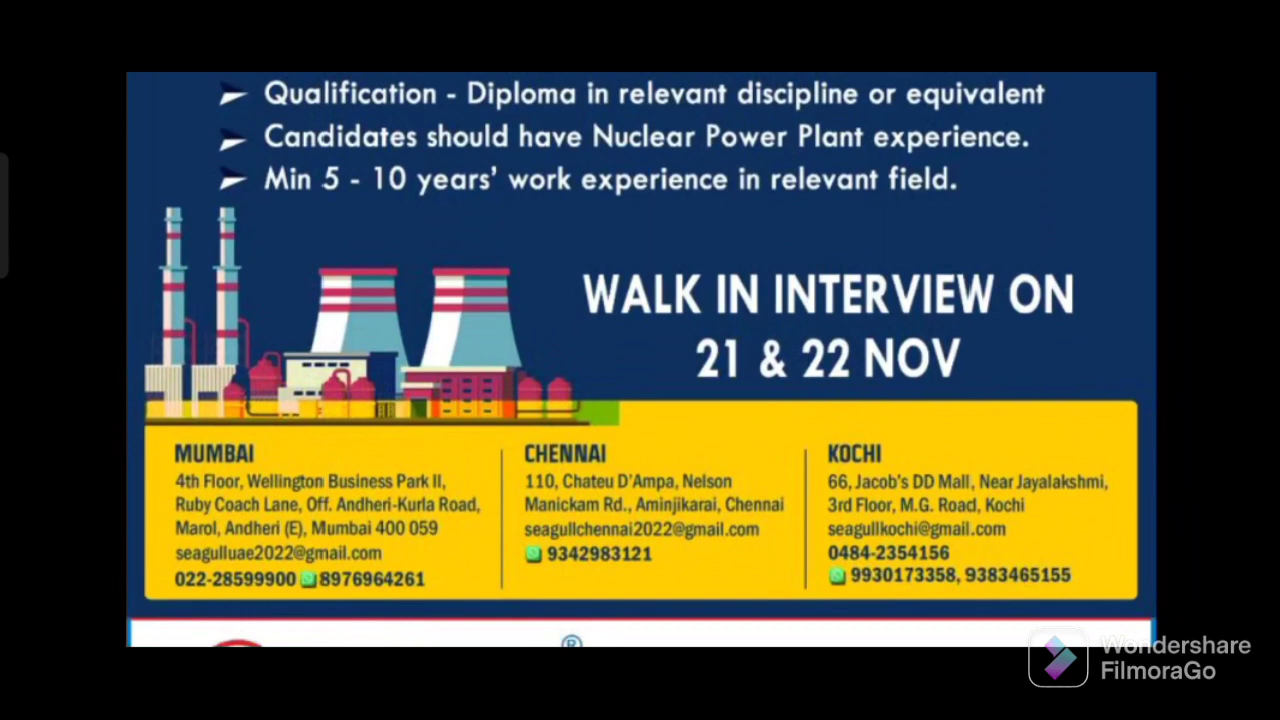 Qualification - Diploma in relevant discipline or equivalent
Candidates should have Nuclear Power Plant experience.
Min 5 - 10 years' work experience in relevant field.
WALK IN INTERVIEW ON
21 & 22 NOV
MUMBAI
4th Floor, Wellington Business Park II,
Ruby Coach Lane, Off. Andheri-Kurla Road,
Marol, Andheri (E), Mumbai 400 059
seagulluae2022@gmail.com
022-28599900 8976964261
CHENNAI
110, Chateu D'Ampa, Nelson
Manickam Rd., Aminjikarai, Chennai
seagullchennai2022@gmail.com
9342983121
KOCHI
66, Jacob's DD Mall, Near Jayalakshmi,
3rd Floor, M.G. Road, Kochi
seagullkochi@gmail.com
0484-2354156
9930173358, 9383465155
®
Wondershare
FilmoraGo